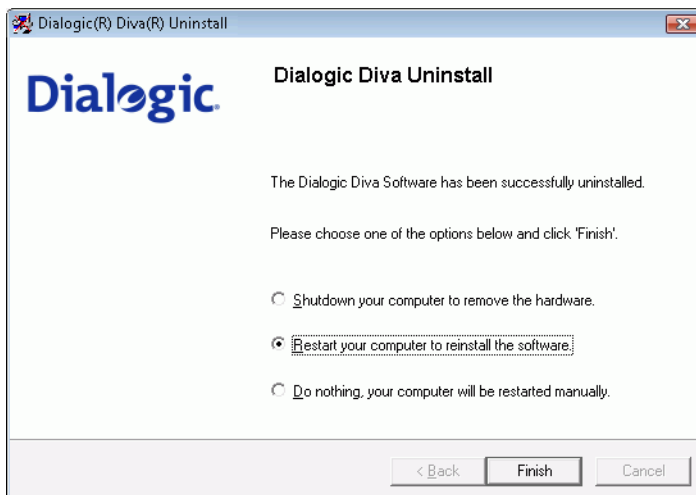 Dialogic(R) Diva(R) Uninstall
Dialogic.
Dialogic Diva Uninstall
The Dialogic Diva Software has been successfully uninstalled.
Please choose one of the options below and click 'Finish'.
Shutdown your computer to remove the hardware.
Restart your computer to reinstall the software.
Do nothing, your computer will be restarted manually.
< Back Finish Cancel